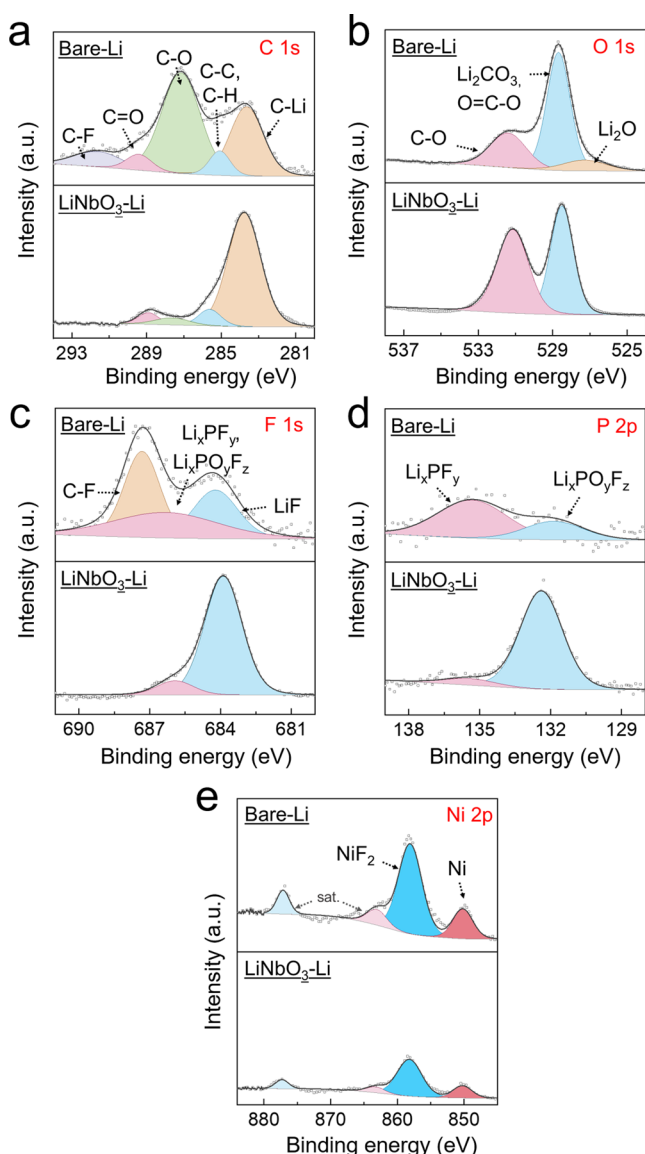 a
Bare-Li
C 1s
C-O
C-C,
C-H
C=O
C-F
C-Li
LiNbO3-Li
Intensity (a.u.)
293 289 285 281
Binding energy (eV)
b
Bare-Li
O 1s
Li2CO3,
O=C-O
C-O
Li2O
LiNbO3-Li
Intensity (a.u.)
537 533 529 525
Binding energy (eV)
c
Bare-Li
F 1s
LixPFy,
LixPOyFz
C-F
LiF
LiNbO3-Li
Intensity (a.u.)
690 687 684 681
Binding energy (eV)
d
Bare-Li
P 2p
LixPFy
LixPOyFz
LiNbO3-Li
Intensity (a.u.)
138 135 132 129
Binding energy (eV)
e
Bare-Li
Ni 2p
NiF2
Ni
sat.
LiNbO3-Li
Intensity (a.u.)
880 870 860 850
Binding energy (eV)